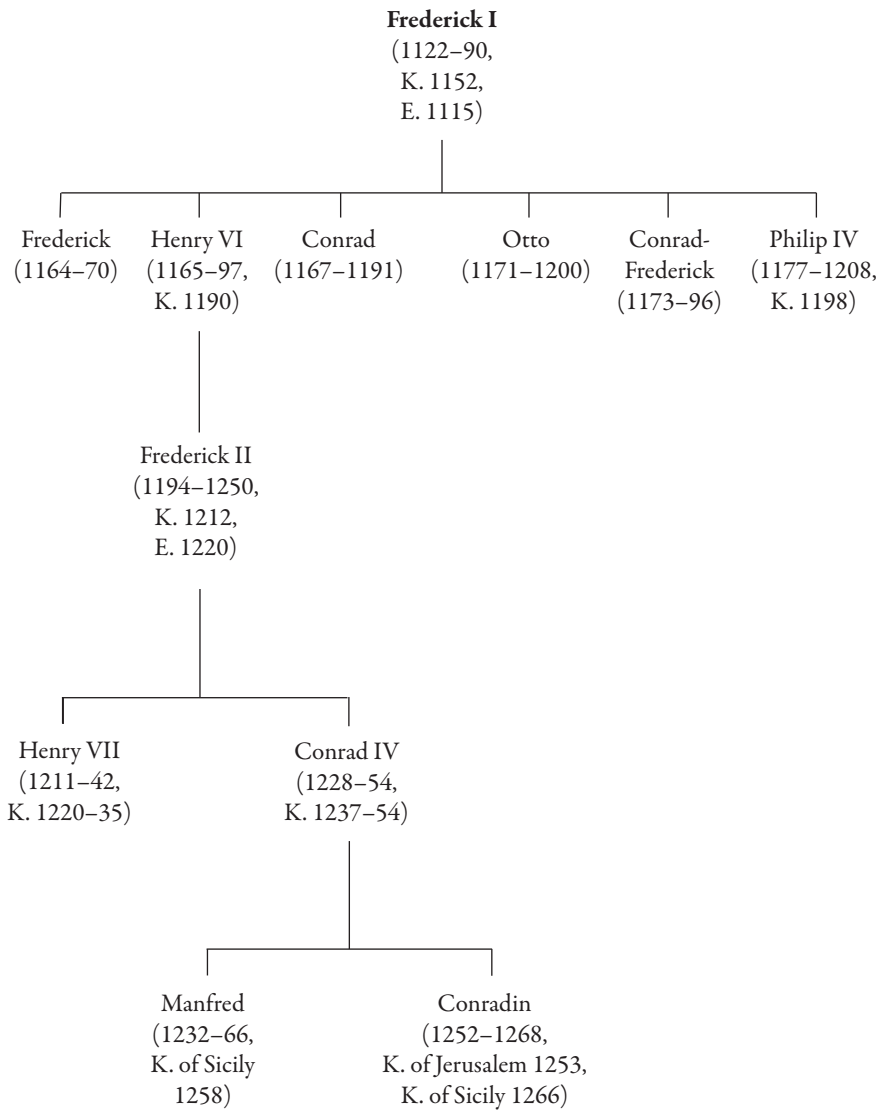 Frederick I
(1122–90,
K. 1152,
E. 1115)
Frederick
(1164–70)
Henry VI
(1165–97,
K. 1190)
Conrad
(1167–1191)
Otto
(1171–1200)
Conrad-
Frederick
(1173–96)
Philip IV
(1177–1208,
K. 1198)
Frederick II
(1194–1250,
K. 1212,
E. 1220)
Henry VII
(1211–42,
K. 1220–35)
Conrad IV
(1228–54,
K. 1237–54)
Manfred
(1232–66,
K. of Sicily
1258)
Conradin
(1252–1268,
K. of Jerusalem 1253,
K. of Sicily 1266)